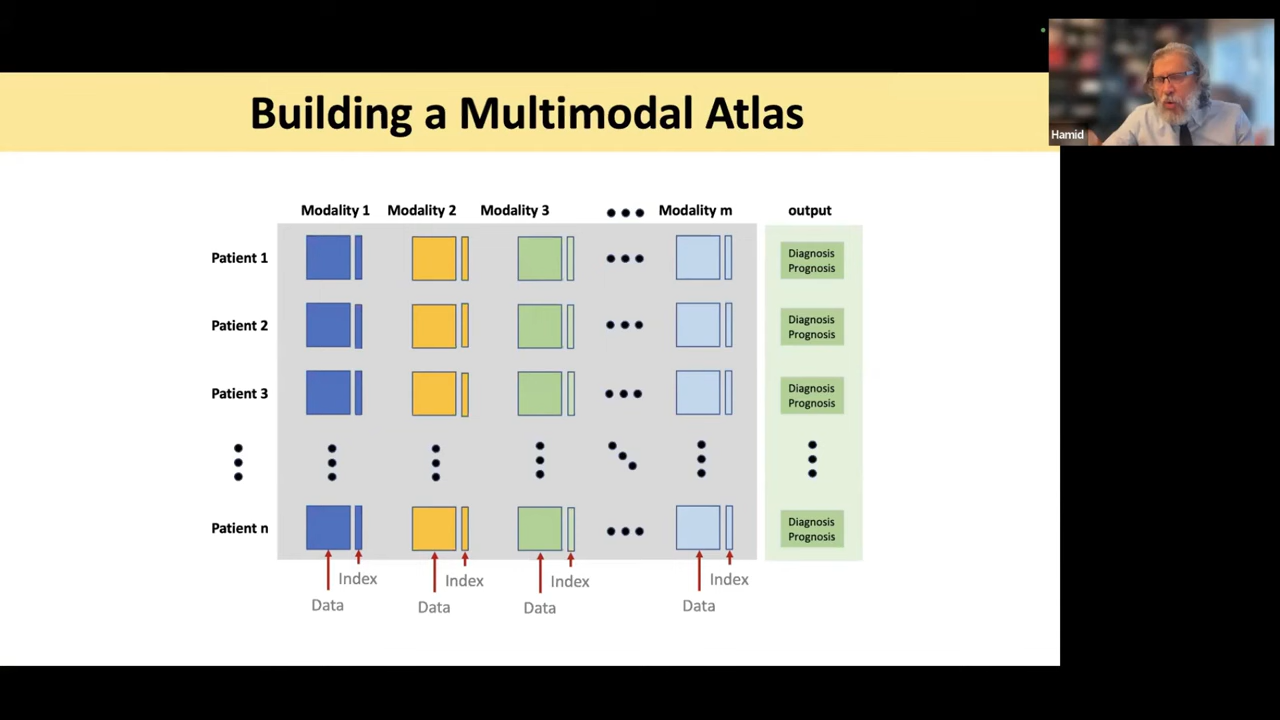 Building a Multimodal Atlas
Hamid
Modality 1 Modality 2 Modality 3 Modality m output
Patient 1
Diagnosis
Prognosis
Patient 2
Diagnosis
Prognosis
Patient 3
Diagnosis
Prognosis
Patient n
Diagnosis
Prognosis
Index Index Index Index
Data Data Data Data